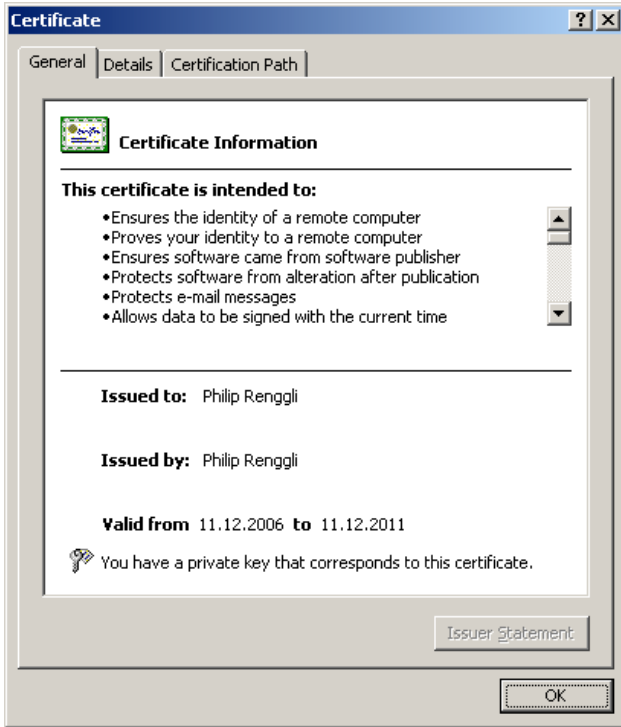 Certificate
General Details Certification Path
Certificate Information
This certificate is intended to:
•Ensures the identity of a remote computer
•Proves your identity to a remote computer
•Ensures software came from software publisher
•Protects software from alteration after publication
•Protects e-mail messages
•Allows data to be signed with the current time
Issued to: Philip Renggli
Issued by: Philip Renggli
Valid from 11.12.2006 to 11.12.2011
You have a private key that corresponds to this certificate.
Issuer Statement
OK